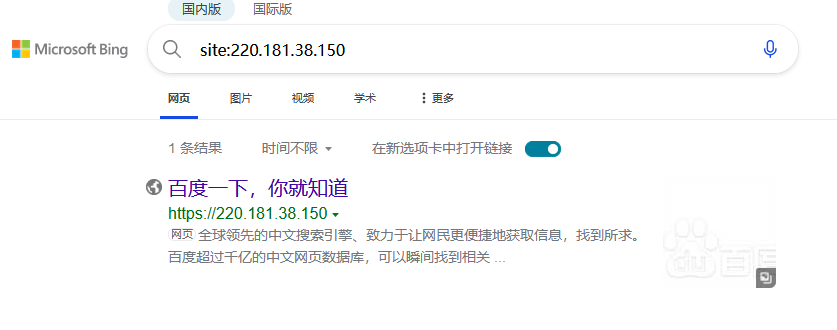 国内版 国际版
Microsoft Bing site:220.181.38.150
网页 图片 视频 学术 更多
1 条结果 时间不限 在新选项卡中打开链接
百度一下，你就知道
https://220.181.38.150
网页 全球领先的中文搜索引擎、致力于让网民更便捷地获取信息，找到所求。
百度超过千亿的中文网页数据库，可以瞬间找到相关 ...
du 百度